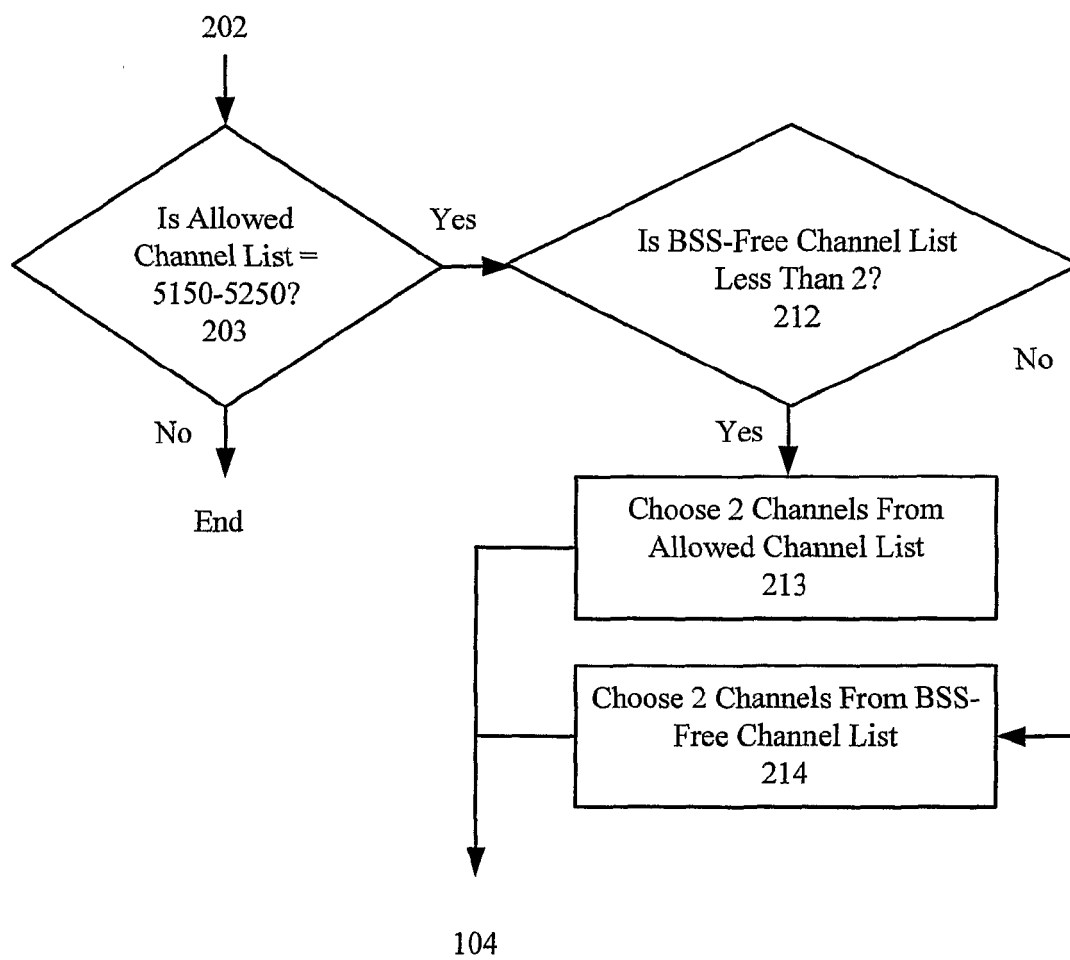 202
Is Allowed
Channel List =
5150-5250?
203
Yes
Is BSS-Free Channel List
Less Than 2?
212
No
No
Yes
End
Choose 2 Channels From
Allowed Channel List
213
Choose 2 Channels From BSS-
Free Channel List
214
104